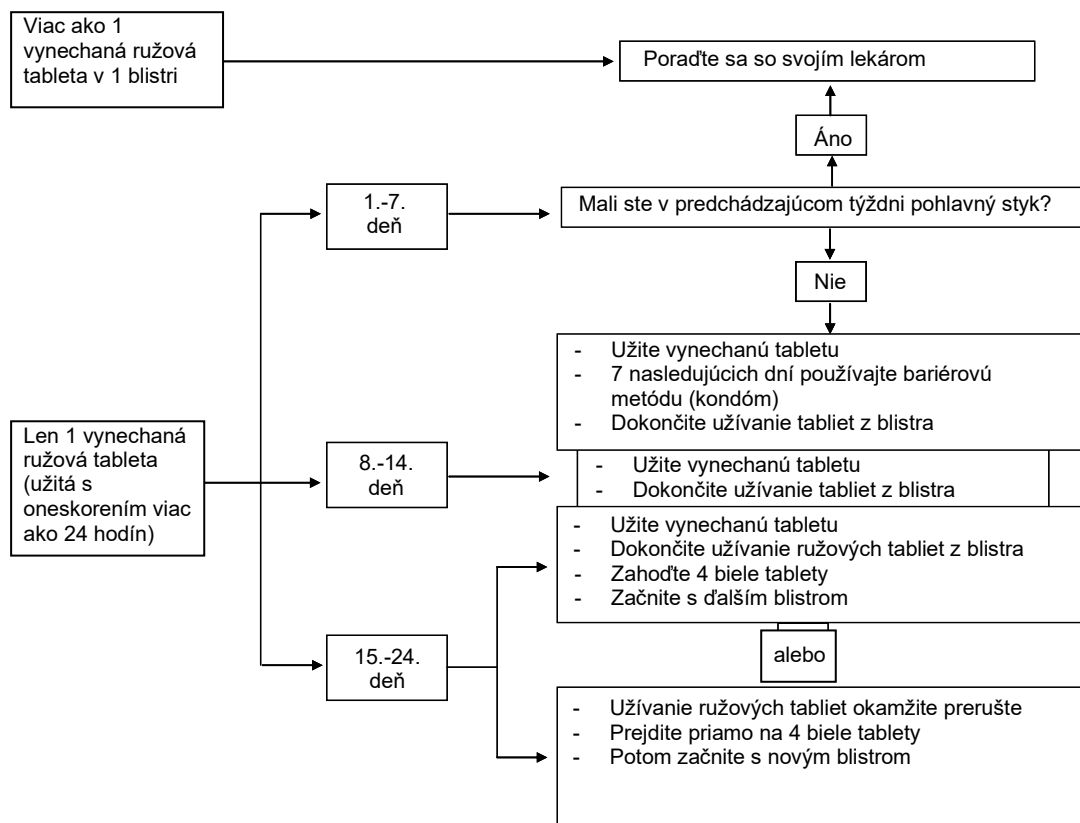 Viac ako 1
vynechaná ružová
tableta v 1 blistri
Poraďte sa so svojím lekárom
Áno
1.-7.
deň
Mali ste v predchádzajúcom týždni pohlavný styk?
Nie
- Užite vynechanú tabletu
- 7 nasledujúcich dní používajte bariérovú
metódu (kondóm)
- Dokončite užívanie tabliet z blistra
Len 1 vynechaná
ružová tableta
(užitá s
oneskorením viac
ako 24 hodín)
8.-14.
deň
- Užite vynechanú tabletu
- Dokončite užívanie tabliet z blistra
- Užite vynechanú tabletu
- Dokončite užívanie ružových tabliet z blistra
- Zahoďte 4 biele tablety
- Začnite s ďalším blistrom
15.-24.
deň
alebo
- Užívanie ružových tabliet okamžite prerušte
- Prejdite priamo na 4 biele tablety
- Potom začnite s novým blistrom